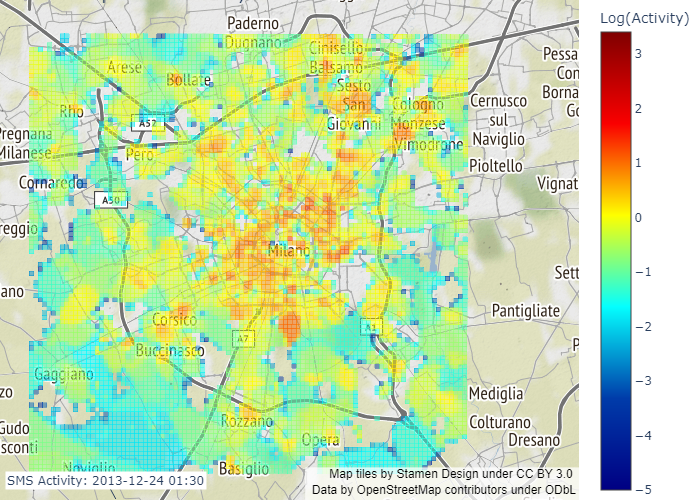 Paderno
Dugnano
Cinisello
Balsamo
Arese
Bollate
Sesto
San
Giovanni
Cologno
Monzese
Vimodrone
Cernusco
sul
Naviglio
Pessa
Con
Borna
Go
Rho
A52
Pregnana
Milanese
Pero
Pioltello
Cornaredo
Vignat
A50
reggio
Milano
Sett
ano
Pantigliate
Corsico
A7
A1
P
Buccinasco
Gaggiano
Mediglia
zo
Rozzano
Colturano
Gudo
Dresano
sconti
Opera
Noviglio
Basiglio
SMS Activity: 2013-12-24 01:30
Map tiles by Stamen Design under CC BY 3.0
Data by OpenStreetMap contributors under ODbL
Log(Activity)
3
2
1
0
−1
−2
−3
−4
−5